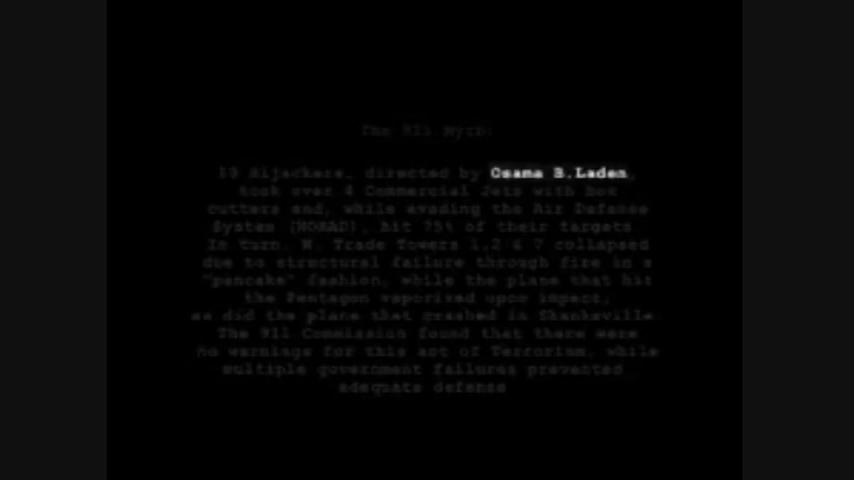 The 911 Myth:
19 Hijackers, directed by Osama B.Laden,
took over 4 Commercial Jets with box
cutters and, while evading the Air Defense
System (NORAD), hit 75% of their targets.
In turn, W. Trade Towers 1,2 & 7 collapsed
due to structural failure through fire in a
"pancake" fashion, while the plane that hit
the Pentagon vaporized upon impact,
as did the plane that crashed in Shanksville.
The 911 Commission found that there were
no warnings for this act of Terrorism, while
multiple government failures prevented
adequate defense